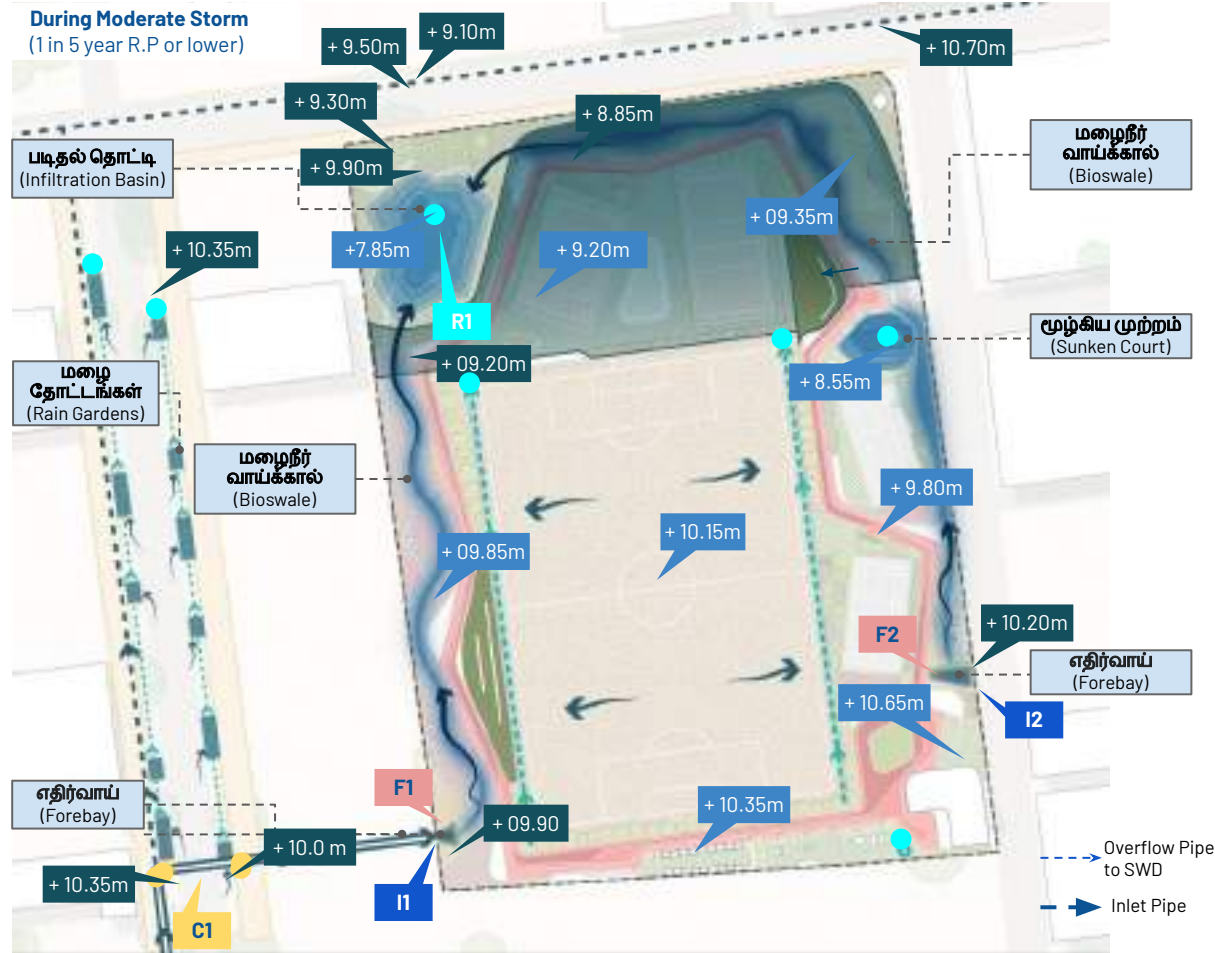 During Moderate Storm
(1 in 5 year R.P or lower)
+ 9.50m
+ 9.10m
+ 10.70m
+ 9.30m
+ 8.85m
மழைநீர்
வாய்க்கால்
(Bioswale)
படிதல் தொட்டி
(Infiltration Basin)
+ 9.90m
+ 09.35m
+ 10.35m
+7.85m
+ 9.20m
R1
மூழ்கிய முற்றம்
(Sunken Court)
+ 09.20m
+ 8.55m
மழை
தோட்டங்கள்
(Rain Gardens)
மழைநீர்
வாய்க்கால்
(Bioswale)
+ 9.80m
+ 10.15m
+ 09.85m
F2
+ 10.20m
எதிர்வாய்
(Forebay)
+ 10.65m
I2
எதிர்வாய்
(Forebay)
F1
+ 10.35m
+ 09.90
+ 10.0 m
+ 10.35m
I1
C1
Overflow Pipe
to SWD
Inlet Pipe